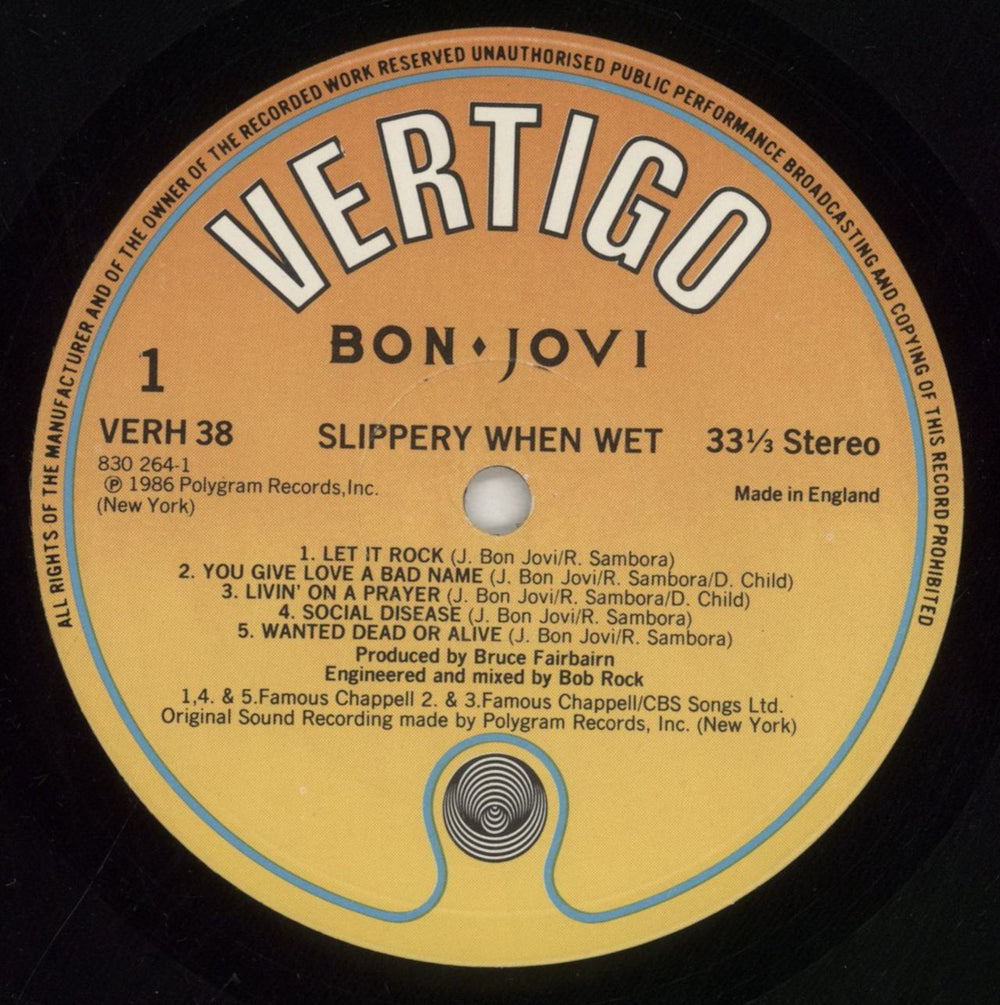 ALL RIGHTS OF THE MANUFACTURER AND OF THE OWNER OF THE RECORDED WORK RESERVED UNAUTHORISED PUBLIC PERFORMANCE BROADCASTING AND COPYING OF THIS RECORD PROHIBITED
VERTIGO
BON♦JOVI
1
VERH 38 SLIPPERY WHEN WET 33⅓ Stereo
830 264-1
℗ 1986 Polygram Records,Inc. Made in England
(New York)
1. LET IT ROCK (J. Bon Jovi/R. Sambora)
2. YOU GIVE LOVE A BAD NAME (J. Bon Jovi/R. Sambora/D. Child)
3. LIVIN' ON A PRAYER (J. Bon Jovi/R. Sambora/D. Child)
4. SOCIAL DISEASE (J. Bon Jovi/R. Sambora)
5. WANTED DEAD OR ALIVE (J. Bon Jovi/R. Sambora)
Produced by Bruce Fairbairn
Engineered and mixed by Bob Rock
1,4. & 5.Famous Chappell 2. & 3.Famous Chappell/CBS Songs Ltd.
Original Sound Recording made by Polygram Records, Inc. (New York)